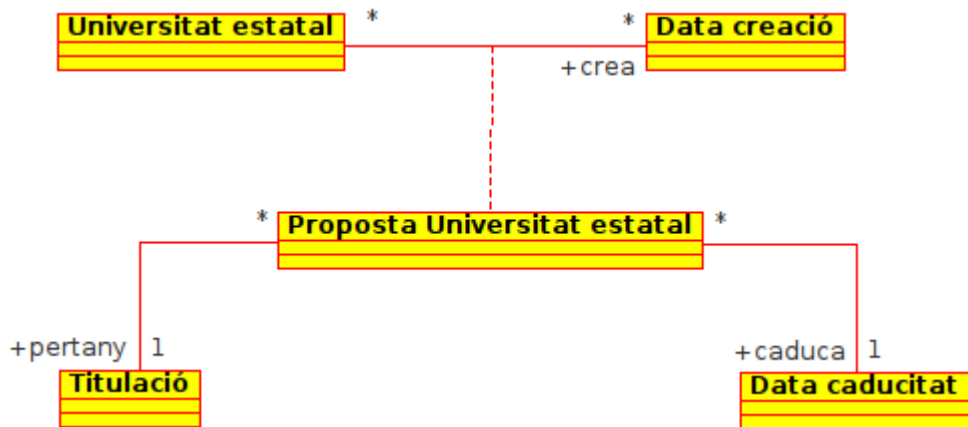 Universitat estatal
*
*
Data creació
+crea
*
Proposta Universitat estatal
*
+pertany
1
+caduca
1
Titulació
Data caducitat